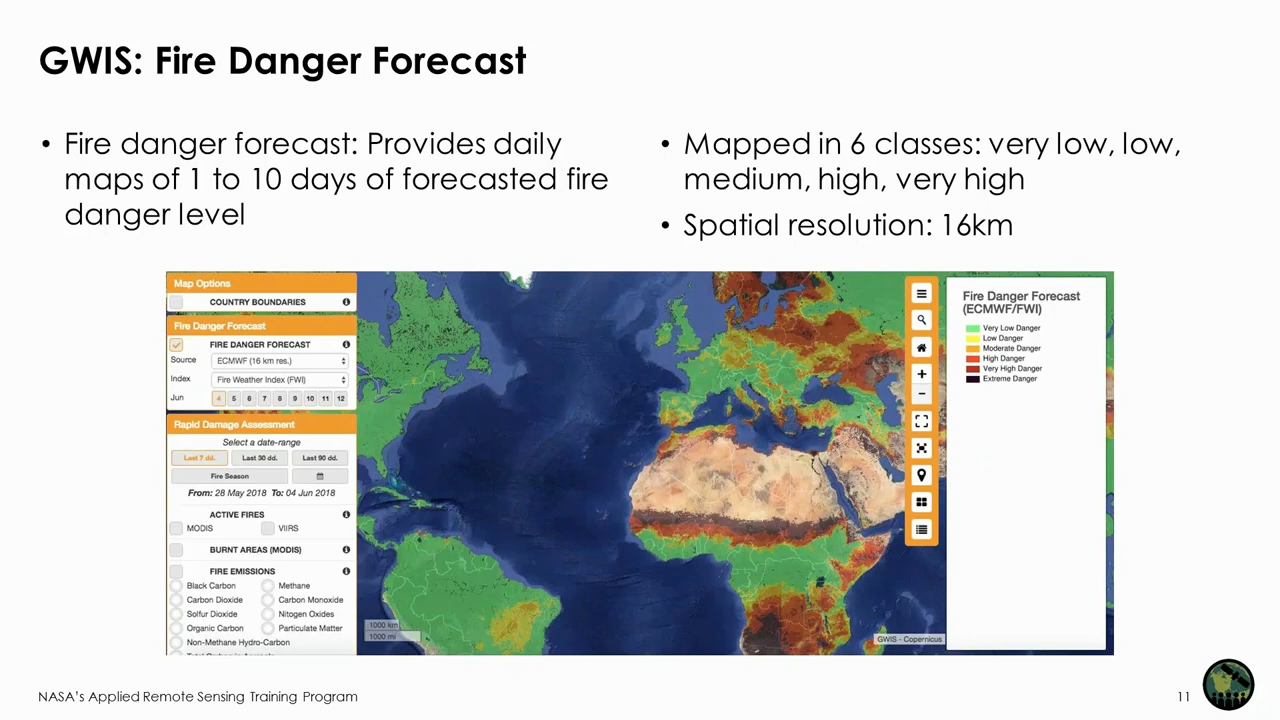 GWIS: Fire Danger Forecast
• Fire danger forecast: Provides daily
maps of 1 to 10 days of forecasted fire
danger level
• Mapped in 6 classes: very low, low,
medium, high, very high
• Spatial resolution: 16km
Map Options
COUNTRY BOUNDARIES
Fire Danger Forecast
FIRE DANGER FORECAST
Source ECMWF (16 km res.)
Index Fire Weather Index (FWI)
Jun 4 5 6 7 8 9 10 11 12
Rapid Damage Assessment
Select a date-range
Last 7 dd. Last 30 dd. Last 90 dd.
Fire Season
From: 28 May 2018 To: 04 Jun 2018
ACTIVE FIRES
MODIS VIIRS
BURNT AREAS (MODIS)
FIRE EMISSIONS
Black Carbon Methane
Carbon Dioxide Carbon Monoxide
Solfur Dioxide Nitogen Oxides
Organic Carbon Particulate Matter
Non-Methane Hydro-Carbon
1000 km
1000 mi
GWIS - Copernicus
Fire Danger Forecast
(ECMWF/FWI)
Very Low Danger
Low Danger
Moderate Danger
High Danger
Very High Danger
Extreme Danger
NASA's Applied Remote Sensing Training Program
11